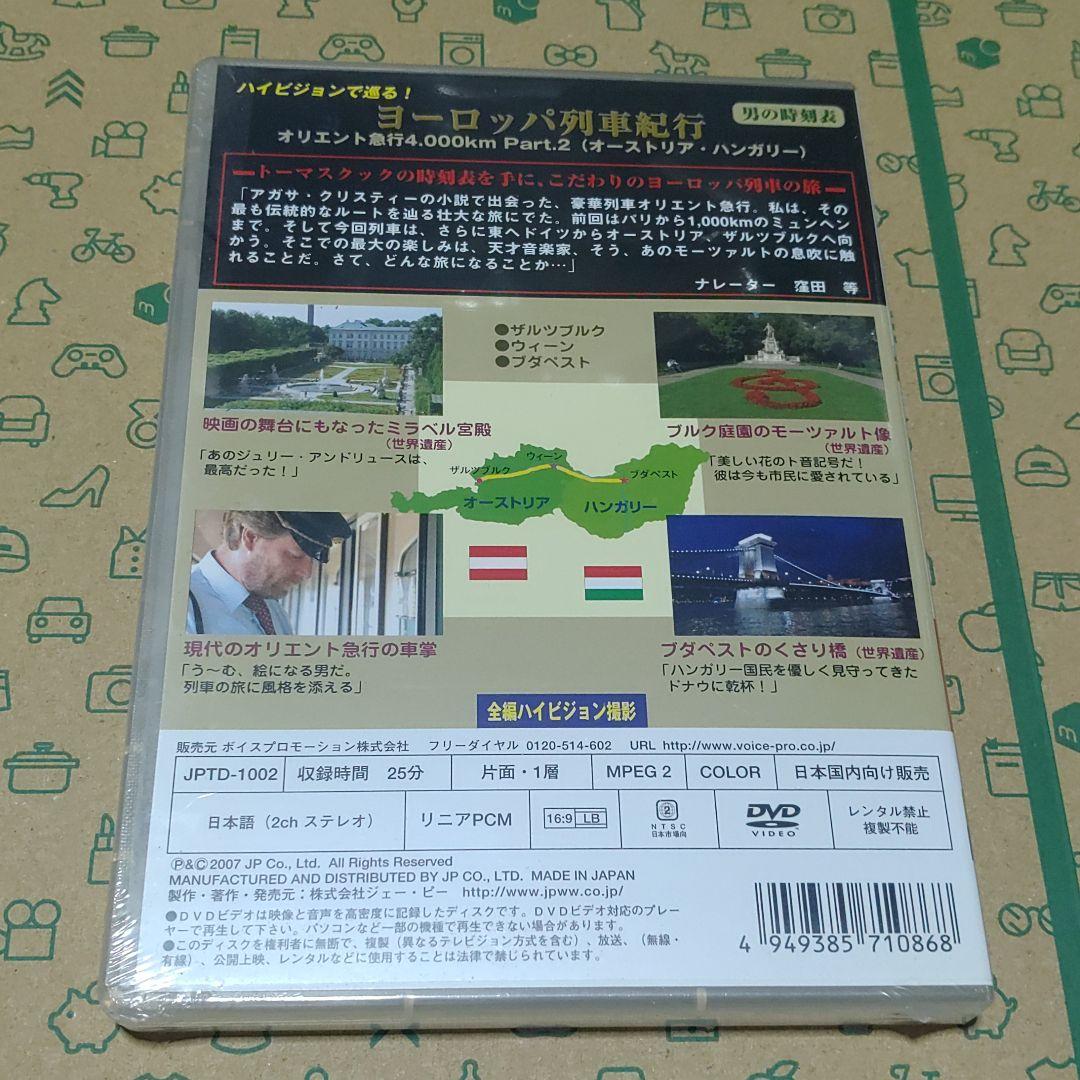 ハイビジョンで巡る！
ヨーロッパ列車紀行
男の時刻表
オリエント急行4.000km Part.2（オーストリア・ハンガリー）
トーマスクックの時刻表を手に、こだわりのヨーロッパ列車の旅
「アガサ・クリスティーの小説で出会った、豪華列車オリエント急行。私は、その
最も伝統的なルートを辿る壮大な旅にでた。前回はパリから1,000kmのミュンヘン
まで。そして今回列車は、さらに東へドイツからオーストリア、ザルツブルクへ向
かう。そこでの最大の楽しみは、天才音楽家、そう、あのモーツァルトの息吹に触
れることだ。さて、どんな旅になることか…」
ナレーター　窪田　等
●ザルツブルク
●ウィーン
●ブダペスト
映画の舞台にもなったミラベル宮殿
（世界遺産）
「あのジュリー・アンドリュースは、
最高だった！」
ブルク庭園のモーツァルト像
（世界遺産）
「美しい花のト音記号だ！
彼は今も市民に愛されている」
ウィーン
ザルツブルク
ブダペスト
オーストリア
ハンガリー
現代のオリエント急行の車掌
「う〜む、絵になる男だ。
列車の旅に風格を添える」
ブダペストのくさり橋（世界遺産）
「ハンガリー国民を優しく見守ってきた
ドナウに乾杯！」
全編ハイビジョン撮影
販売元 ボイスプロモーション株式会社　フリーダイヤル 0120-514-602　URL http://www.voice-pro.co.jp/
JPTD-1002　収録時間　25分　片面・1層　MPEG 2　COLOR　日本国内向け販売
日本語（2ch ステレオ）　リニアPCM　16:9 LB
2
NTSC
日本市場向
DVD
VIDEO
レンタル禁止
複製不能
Ⓟ&©2007 JP Co., Ltd. All Rights Reserved
MANUFACTURED AND DISTRIBUTED BY JP CO., LTD. MADE IN JAPAN
製作・著作・発売元：株式会社ジェー・ピー　http://www.jpww.co.jp/
●ＤＶＤビデオは映像と音声を高密度に記録したディスクです。ＤＶＤビデオ対応のプレー
ヤーで再生して下さい。パソコンなど一部の機種で再生できない場合があります。
●このディスクを権利者に無断で、複製（異なるテレビジョン方式を含む）、放送、（無線・
有線）、公開上映、レンタルなどに使用することは法律で禁じられています。
4 949385 710868